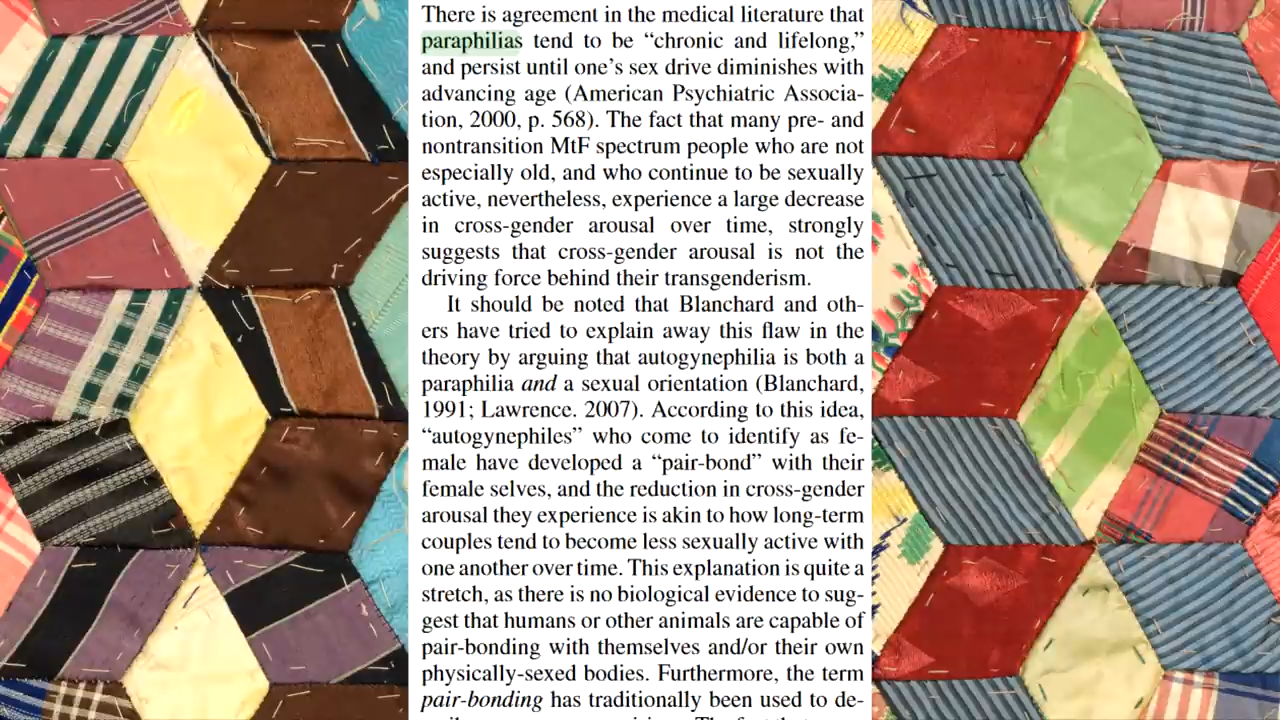 There is agreement in the medical literature that
paraphilias tend to be “chronic and lifelong,”
and persist until one’s sex drive diminishes with
advancing age (American Psychiatric Associa-
tion, 2000, p. 568). The fact that many pre- and
nontransition MtF spectrum people who are not
especially old, and who continue to be sexually
active, nevertheless, experience a large decrease
in cross-gender arousal over time, strongly
suggests that cross-gender arousal is not the
driving force behind their transgenderism.
It should be noted that Blanchard and oth-
ers have tried to explain away this flaw in the
theory by arguing that autogynephilia is both a
paraphilia and a sexual orientation (Blanchard,
1991; Lawrence. 2007). According to this idea,
“autogynephiles” who come to identify as fe-
male have developed a “pair-bond” with their
female selves, and the reduction in cross-gender
arousal they experience is akin to how long-term
couples tend to become less sexually active with
one another over time. This explanation is quite a
stretch, as there is no biological evidence to sug-
gest that humans or other animals are capable of
pair-bonding with themselves and/or their own
physically-sexed bodies. Furthermore, the term
pair-bonding has traditionally been used to de-